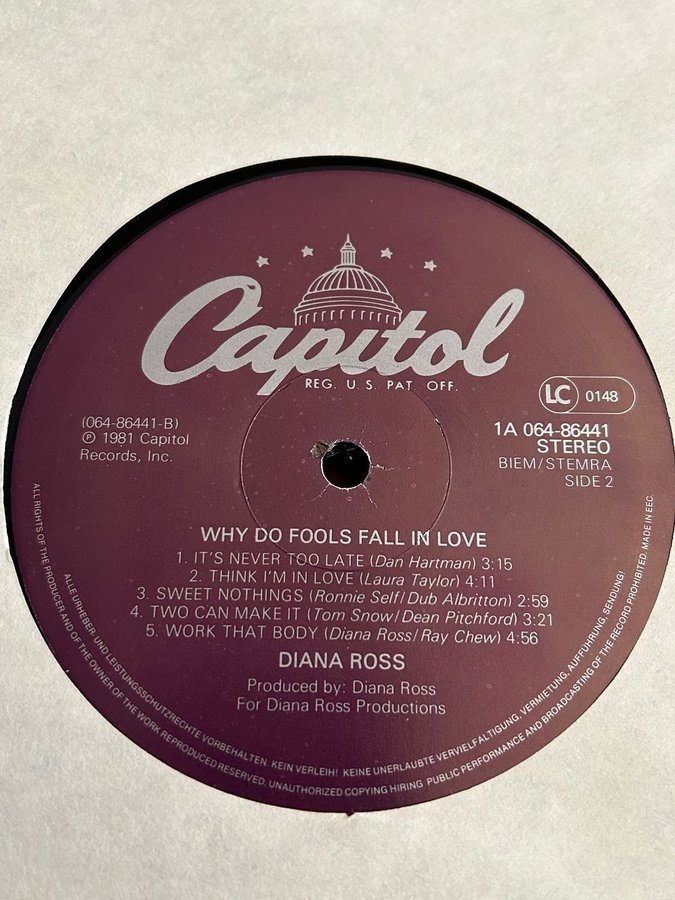 Capitol
REG. U.S. PAT. OFF.
LC 0148
(064-86441-B)
℗ 1981 Capitol
Records, Inc.
1A 064-86441
STEREO
BIEM/STEMRA
SIDE 2
WHY DO FOOLS FALL IN LOVE
1. IT'S NEVER TOO LATE (Dan Hartman) 3:15
2. THINK I'M IN LOVE (Laura Taylor) 4:11
3. SWEET NOTHINGS (Ronnie Self/Dub Albritton) 2:59
4. TWO CAN MAKE IT (Tom Snow/Dean Pitchford) 3:21
5. WORK THAT BODY (Diana Ross/Ray Chew) 4:56
DIANA ROSS
Produced by: Diana Ross
For Diana Ross Productions
ALLE URHEBER- UND LEISTUNGSSCHUTZRECHTE VORBEHALTEN. KEIN VERLEIH! KEINE UNERLAUBTE VERVIELFÄLTIGUNG, VERMIETUNG, AUFFÜHRUNG, SENDUNG!
ALL RIGHTS OF THE PRODUCER AND OF THE OWNER OF THE WORK REPRODUCED RESERVED. UNAUTHORIZED COPYING HIRING PUBLIC PERFORMANCE AND BROADCASTING OF THE RECORD PROHIBITED. MADE IN EEC.